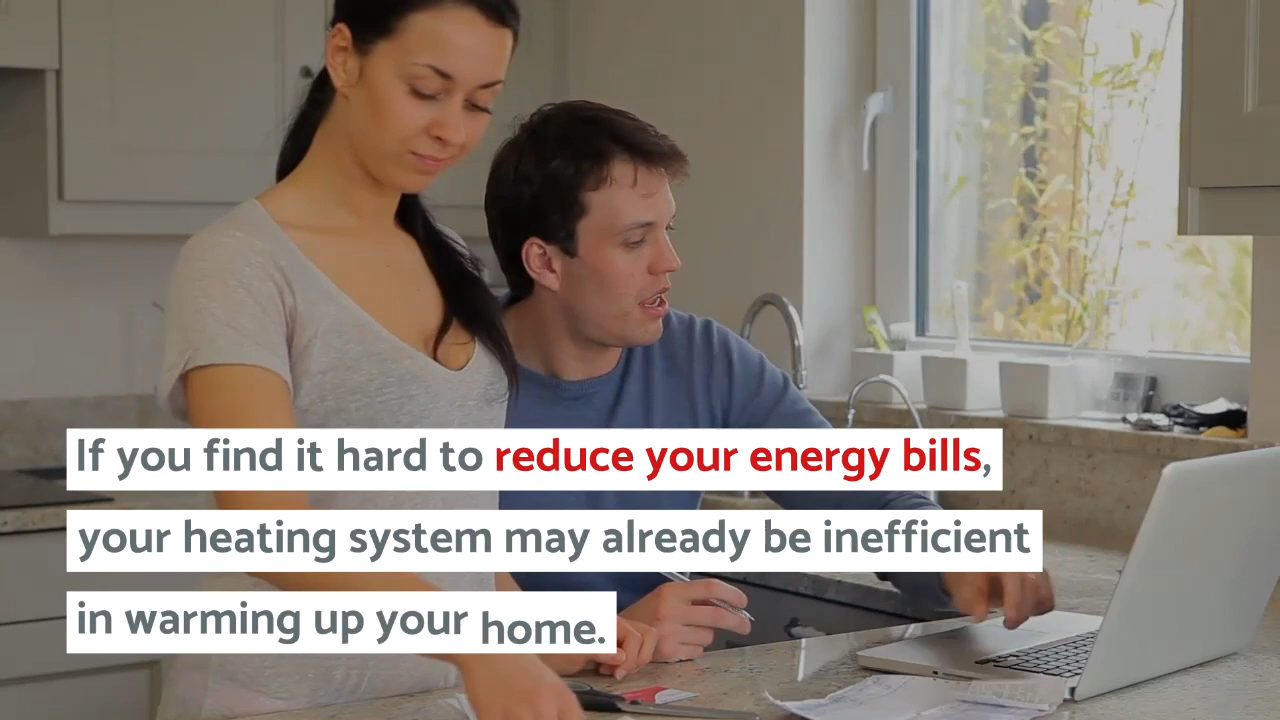 If you find it hard to reduce your energy bills,
your heating system may already be inefficient
in warming up your home.